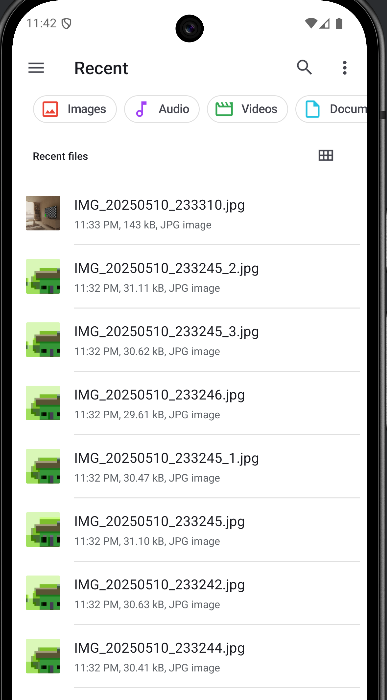 11:42
Recent
Images
Audio
Videos
Docum
Recent files
IMG_20250510_233310.jpg
11:33 PM, 143 kB, JPG image
IMG_20250510_233245_2.jpg
11:32 PM, 31.11 kB, JPG image
IMG_20250510_233245_3.jpg
11:32 PM, 30.62 kB, JPG image
IMG_20250510_233246.jpg
11:32 PM, 29.61 kB, JPG image
IMG_20250510_233245_1.jpg
11:32 PM, 30.47 kB, JPG image
IMG_20250510_233245.jpg
11:32 PM, 31.10 kB, JPG image
IMG_20250510_233242.jpg
11:32 PM, 30.63 kB, JPG image
IMG_20250510_233244.jpg
11:32 PM, 30.41 kB, JPG image